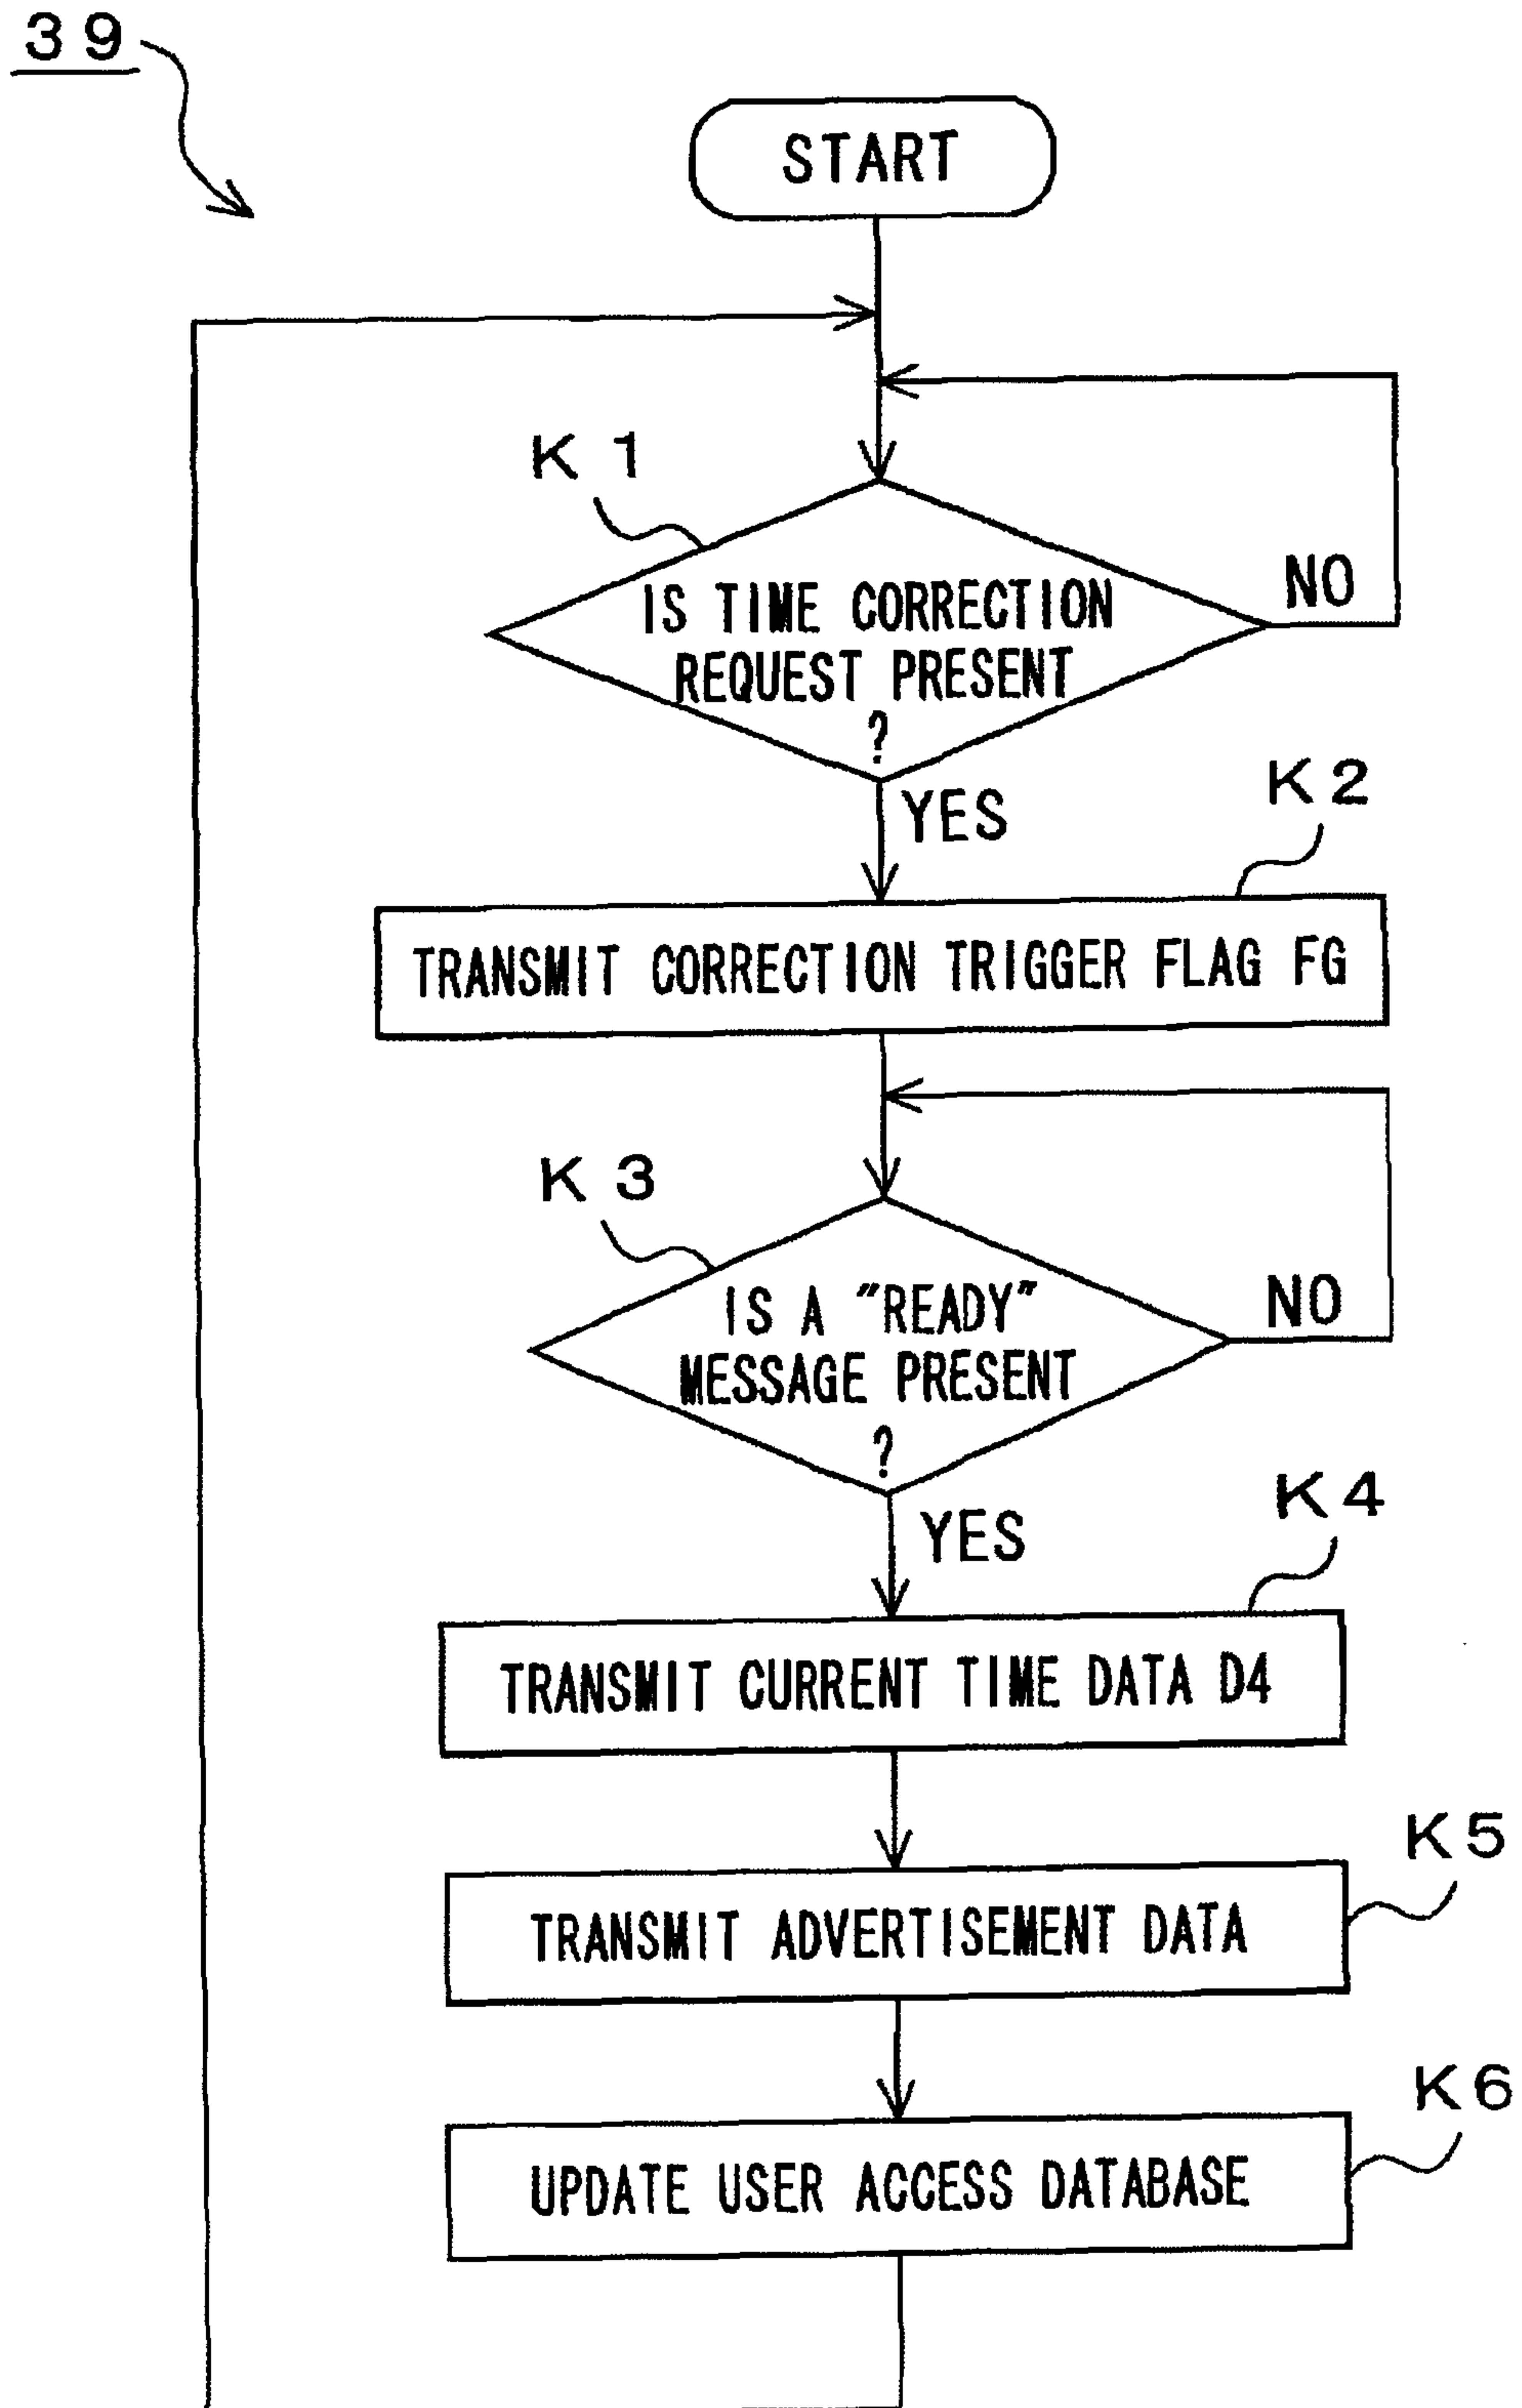 39
START
K1
IS TIME CORRECTION
REQUEST PRESENT
?
NO
YES
K2
TRANSMIT CORRECTION TRIGGER FLAG FG
K3
IS A "READY"
MESSAGE PRESENT
?
NO
YES
K4
TRANSMIT CURRENT TIME DATA D4
K5
TRANSMIT ADVERTISEMENT DATA
K6
UPDATE USER ACCESS DATABASE